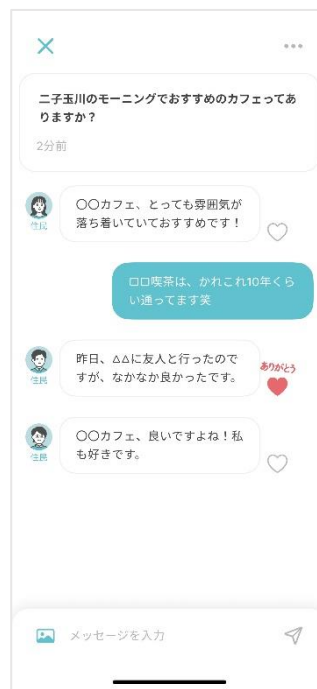 二子玉川のモーニングでおすすめのカフェってあ
りますか？
2分前
〇〇カフェ、とっても雰囲気が
落ち着いていておすすめです！
住民
口口喫茶は、かれこれ10年くら
い通ってます笑
昨日、△△に友人と行ったので
すが、なかなか良かったです。
ありがとう
住民
〇〇カフェ、良いですよね！私
も好きです。
住民
メッセージを入力